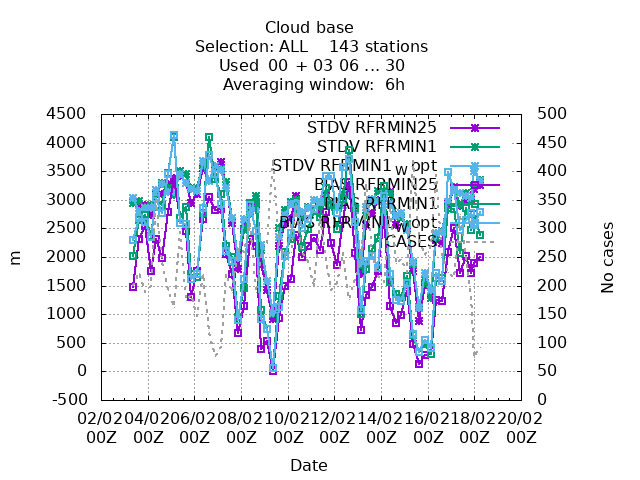 Cloud base
Selection: ALL 143 stations
Used 00 + 03 06 ... 30
Averaging window: 6h
4500
4000
3500
3000
2500
2000
1500
1000
500
0
-500
m
STDV RFRMIN25
STDV RFRMIN1
STDV RFRMIN1_wopt
BIAS RFRMIN25
BIAS RFRMIN1
BIAS RFRMIN1_wopt
CASES
500
450
400
350
300
250
200
150
100
50
0
No cases
02/02 04/02 06/02 08/02 10/02 12/02 14/02 16/02 18/02 20/02
00Z 00Z 00Z 00Z 00Z 00Z 00Z 00Z 00Z 00Z
Date